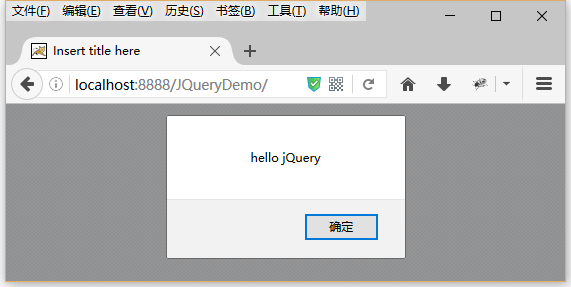 文件(F) 编辑(E) 查看(V) 历史(S) 书签(B) 工具(T) 帮助(H)
Insert title here
localhost:8888/JQueryDemo/
hello jQuery
确定